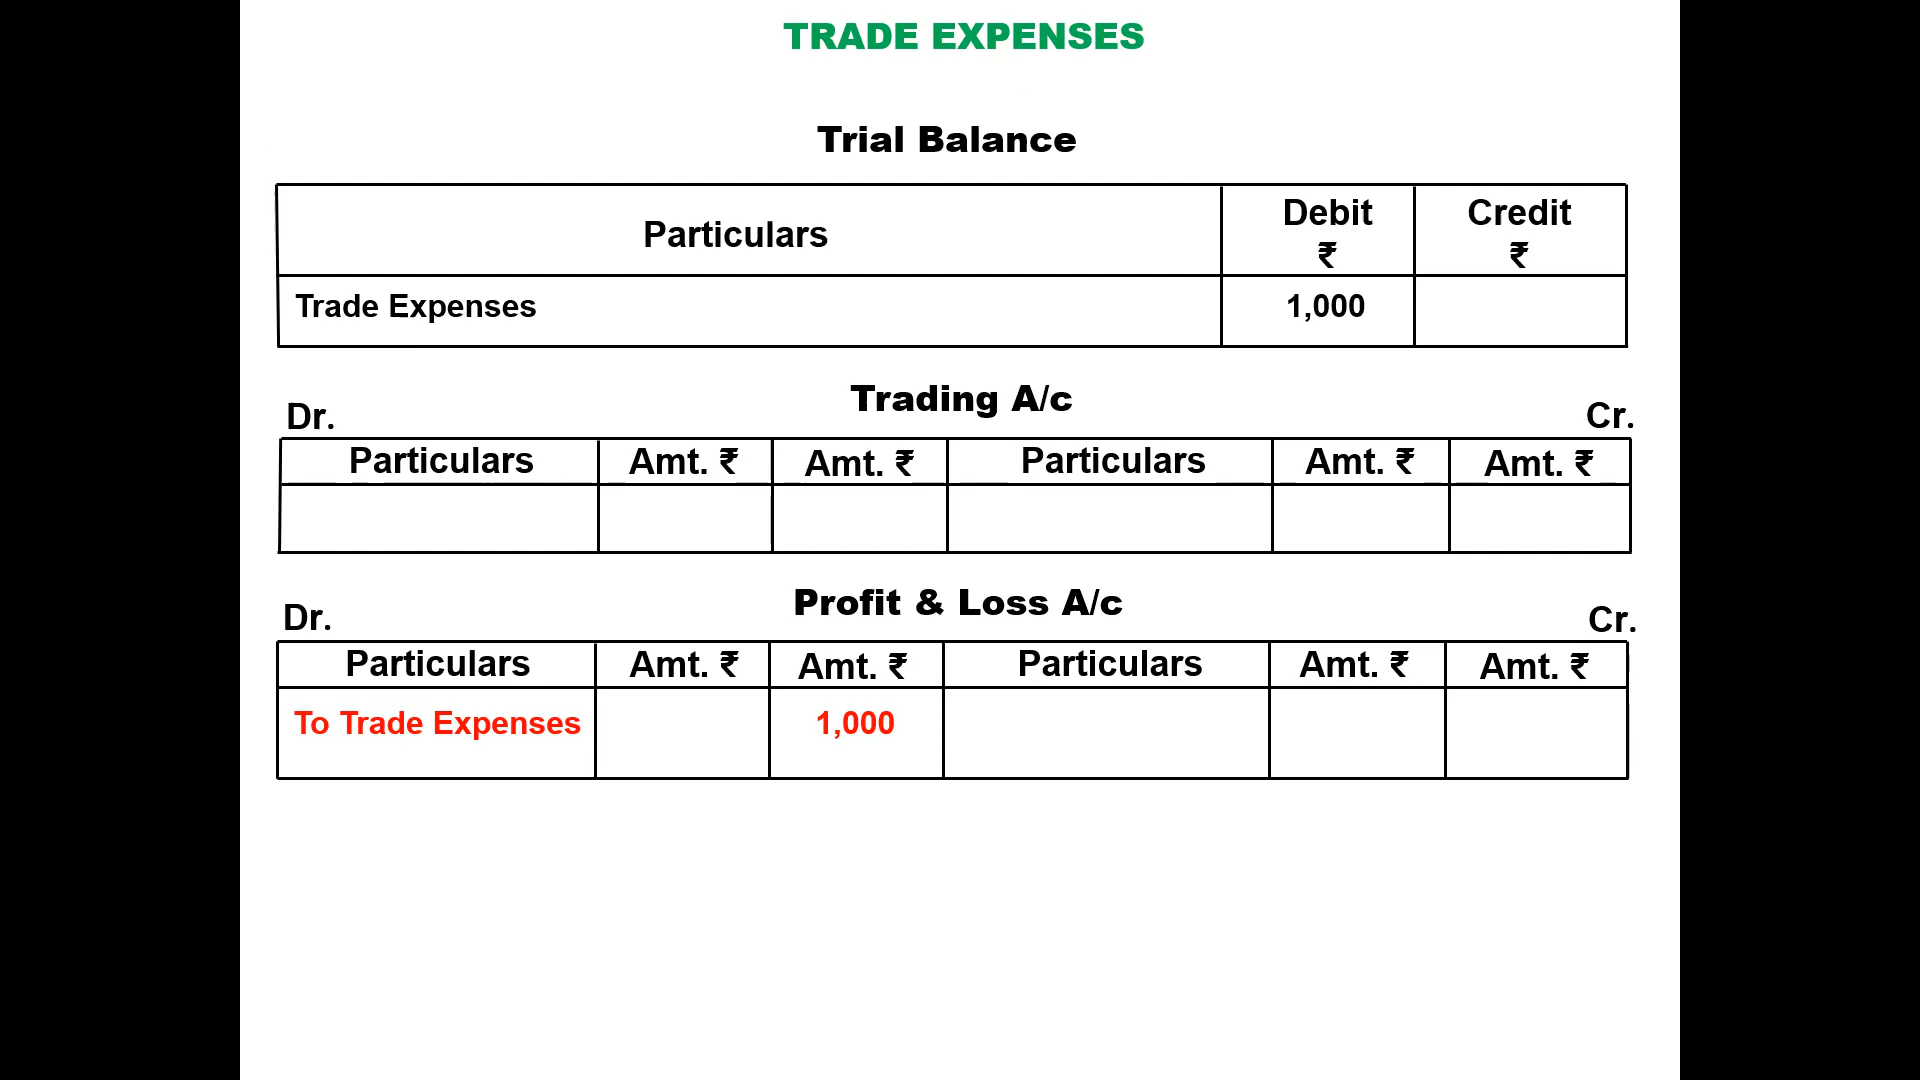 TRADE EXPENSES
Trial Balance
Particulars Debit ₹ Credit ₹
Trade Expenses 1,000
Trading A/c
Dr. Cr.
Particulars Amt. ₹ Amt. ₹ Particulars Amt. ₹ Amt. ₹
Profit & Loss A/c
Dr. Cr.
Particulars Amt. ₹ Amt. ₹ Particulars Amt. ₹ Amt. ₹
To Trade Expenses 1,000